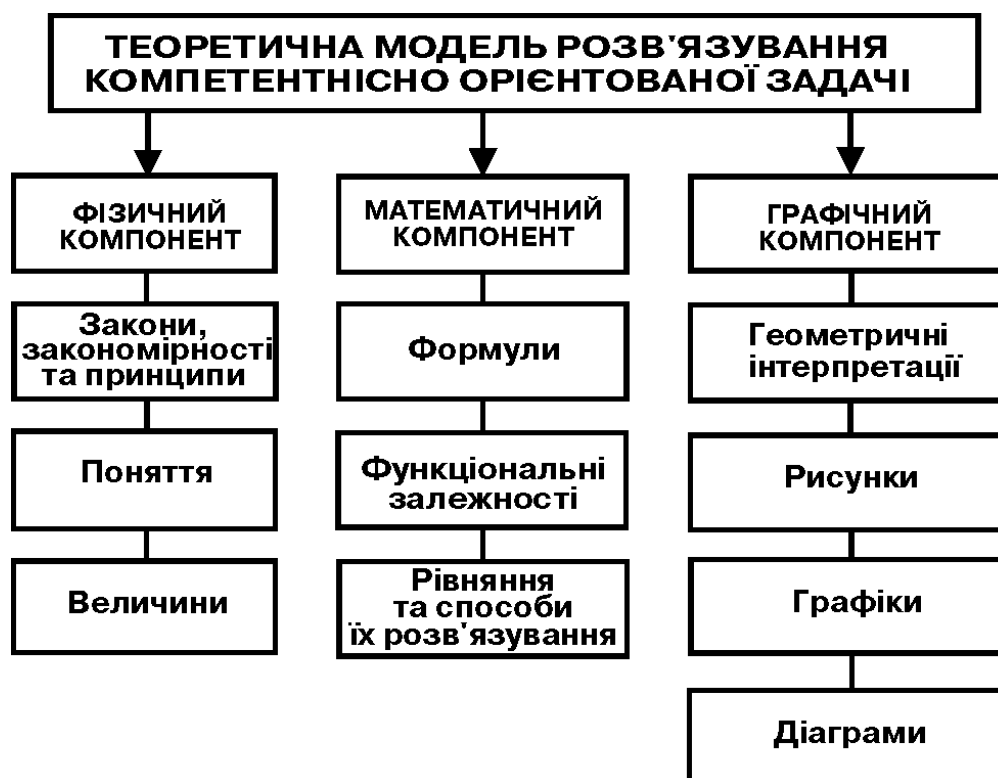 ТЕОРЕТИЧНА МОДЕЛЬ РОЗВ'ЯЗУВАННЯ
КОМПЕТЕНТНІСНО ОРІЄНТОВАНОЇ ЗАДАЧІ
ФІЗИЧНИЙ
КОМПОНЕНТ
Закони,
закономірності
та принципи
Поняття
Величини
МАТЕМАТИЧНИЙ
КОМПОНЕНТ
Формули
Функціональні
залежності
Рівняння
та способи
їх розв'язування
ГРАФІЧНИЙ
КОМПОНЕНТ
Геометричні
інтерпретації
Рисунки
Графіки
Діаграми